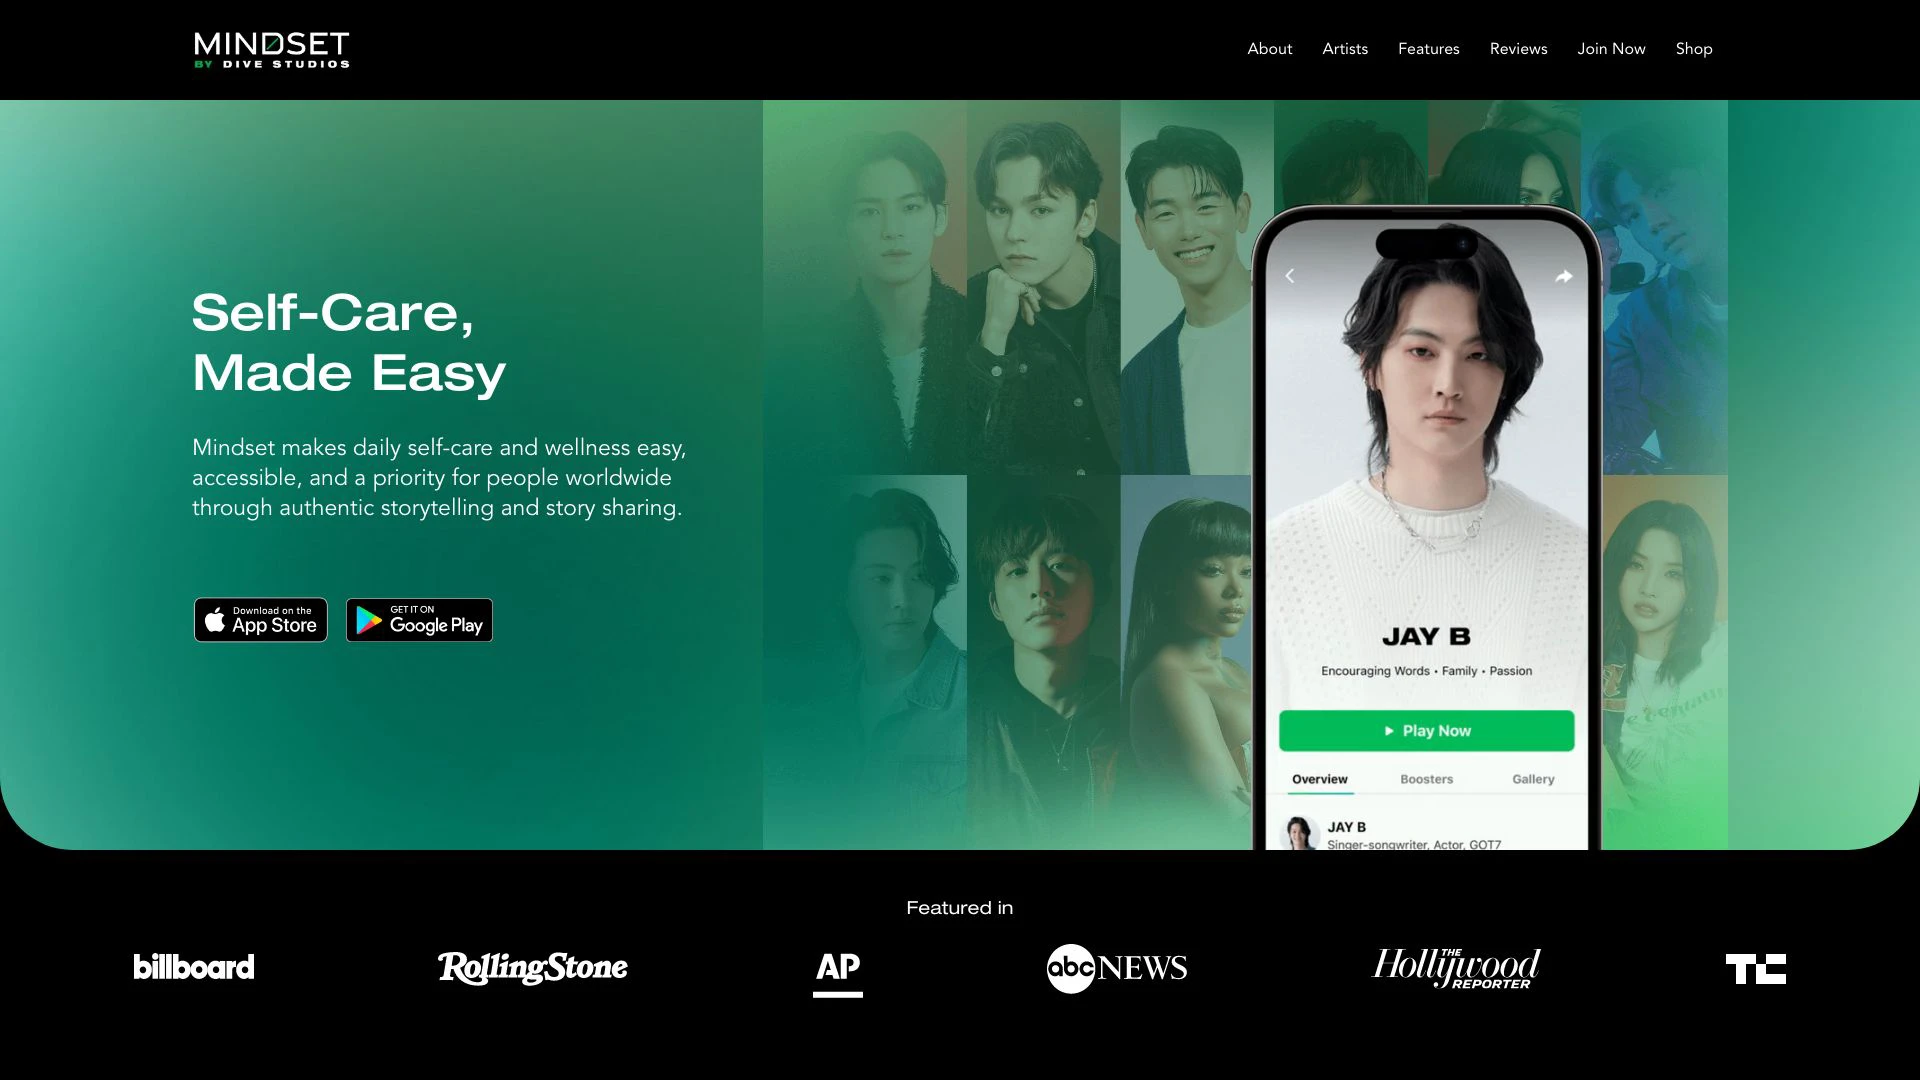 MINDSET
BY DIVE STUDIOS
About
Artists
Features
Reviews
Join Now
Shop
Self-Care,
Made Easy
Mindset makes daily self-care and wellness easy,
accessible, and a priority for people worldwide
through authentic storytelling and story sharing.
Download on the
App Store
GET IT ON
Google Play
JAY B
Encouraging Words • Family • Passion
Play Now
Overview
Boosters
Gallery
JAY B
Singer-songwriter, Actor, GOT7
Featured in
billboard
RollingStone
AP
abc NEWS
THE
Hollywood
REPORTER
TC